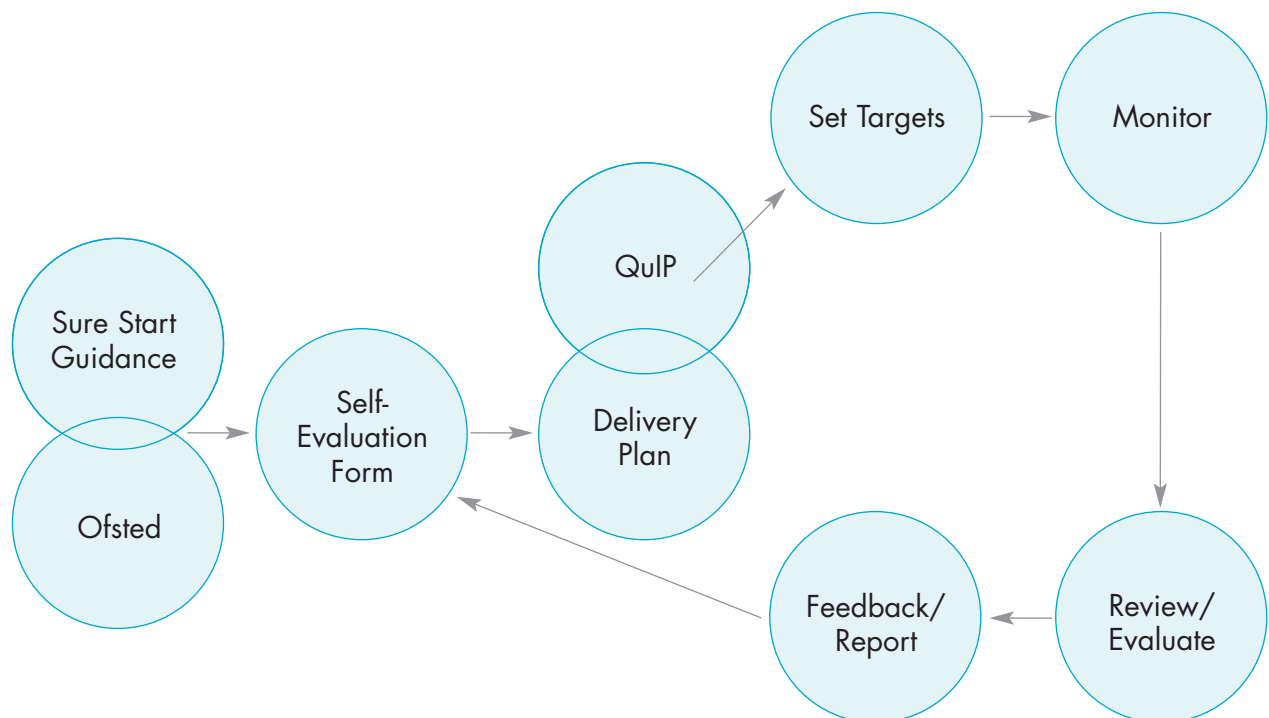 Sure Start
Guidance
Ofsted
Self-
Evaluation
Form
QuIP
Delivery
Plan
Set Targets
Monitor
Review/
Evaluate
Feedback/
Report